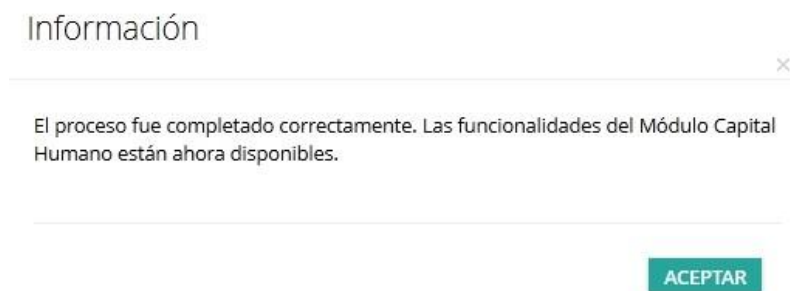 Información
El proceso fue completado correctamente. Las funcionalidades del Módulo Capital
Humano están ahora disponibles.
ACEPTAR